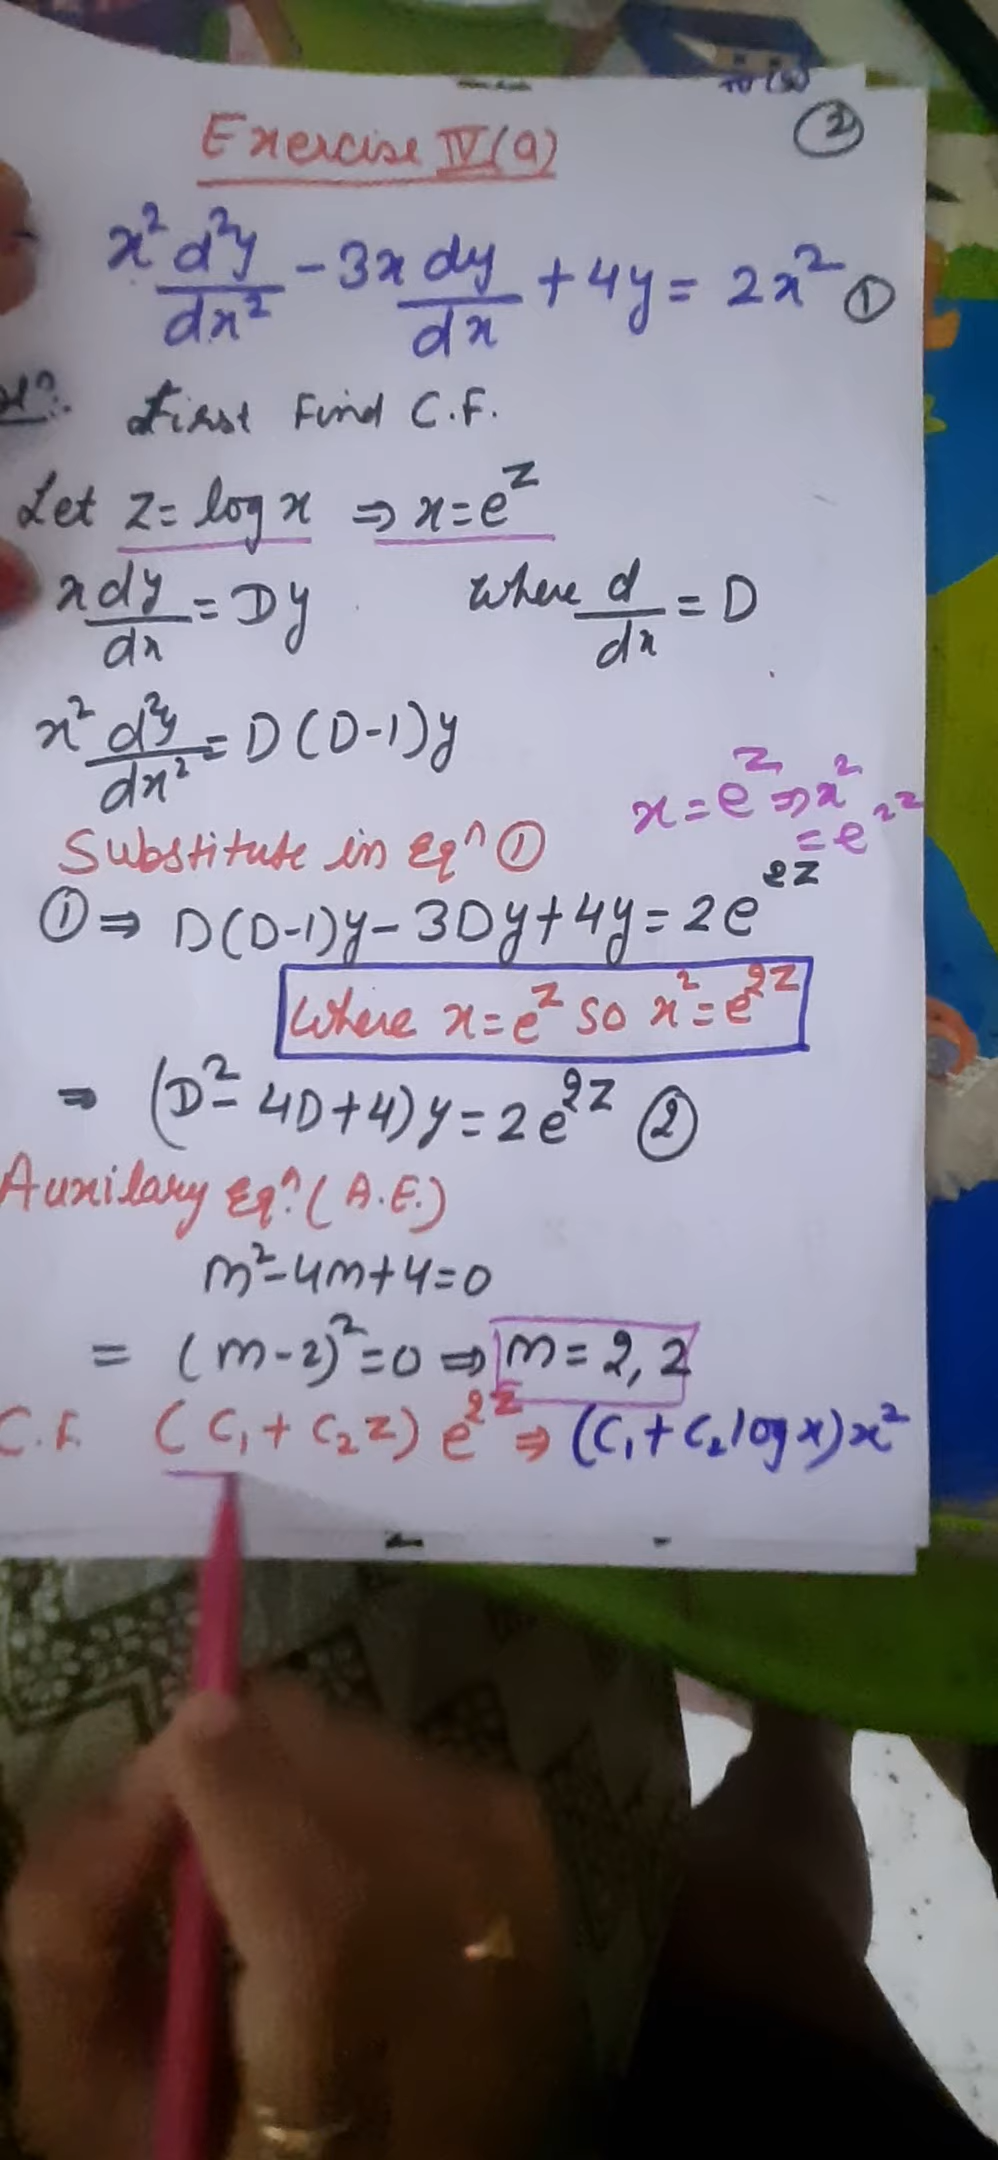 Exercise IV(a) ②
x² d²y/dx² - 3x dy/dx + 4y = 2x² ①
First Find C.F.
Let z = log x ⇒ x = e^z
x dy/dx = Dy where d/dx = D
x² d²y/dx² = D(D-1)y
x = e^z ⇒ x² = e^2z
Substitute in Eqⁿ ①
① ⇒ D(D-1)y - 3Dy + 4y = 2e^2z
Where x = e^z so x² = e^2z
⇒ (D² - 4D + 4)y = 2e^2z ②
Auxilary Eqⁿ. (A.E.)
m² - 4m + 4 = 0
= (m-2)² = 0 ⇒ m = 2, 2
C.F. (C₁ + C₂z) e^2z ⇒ (C₁ + C₂ log x)x²